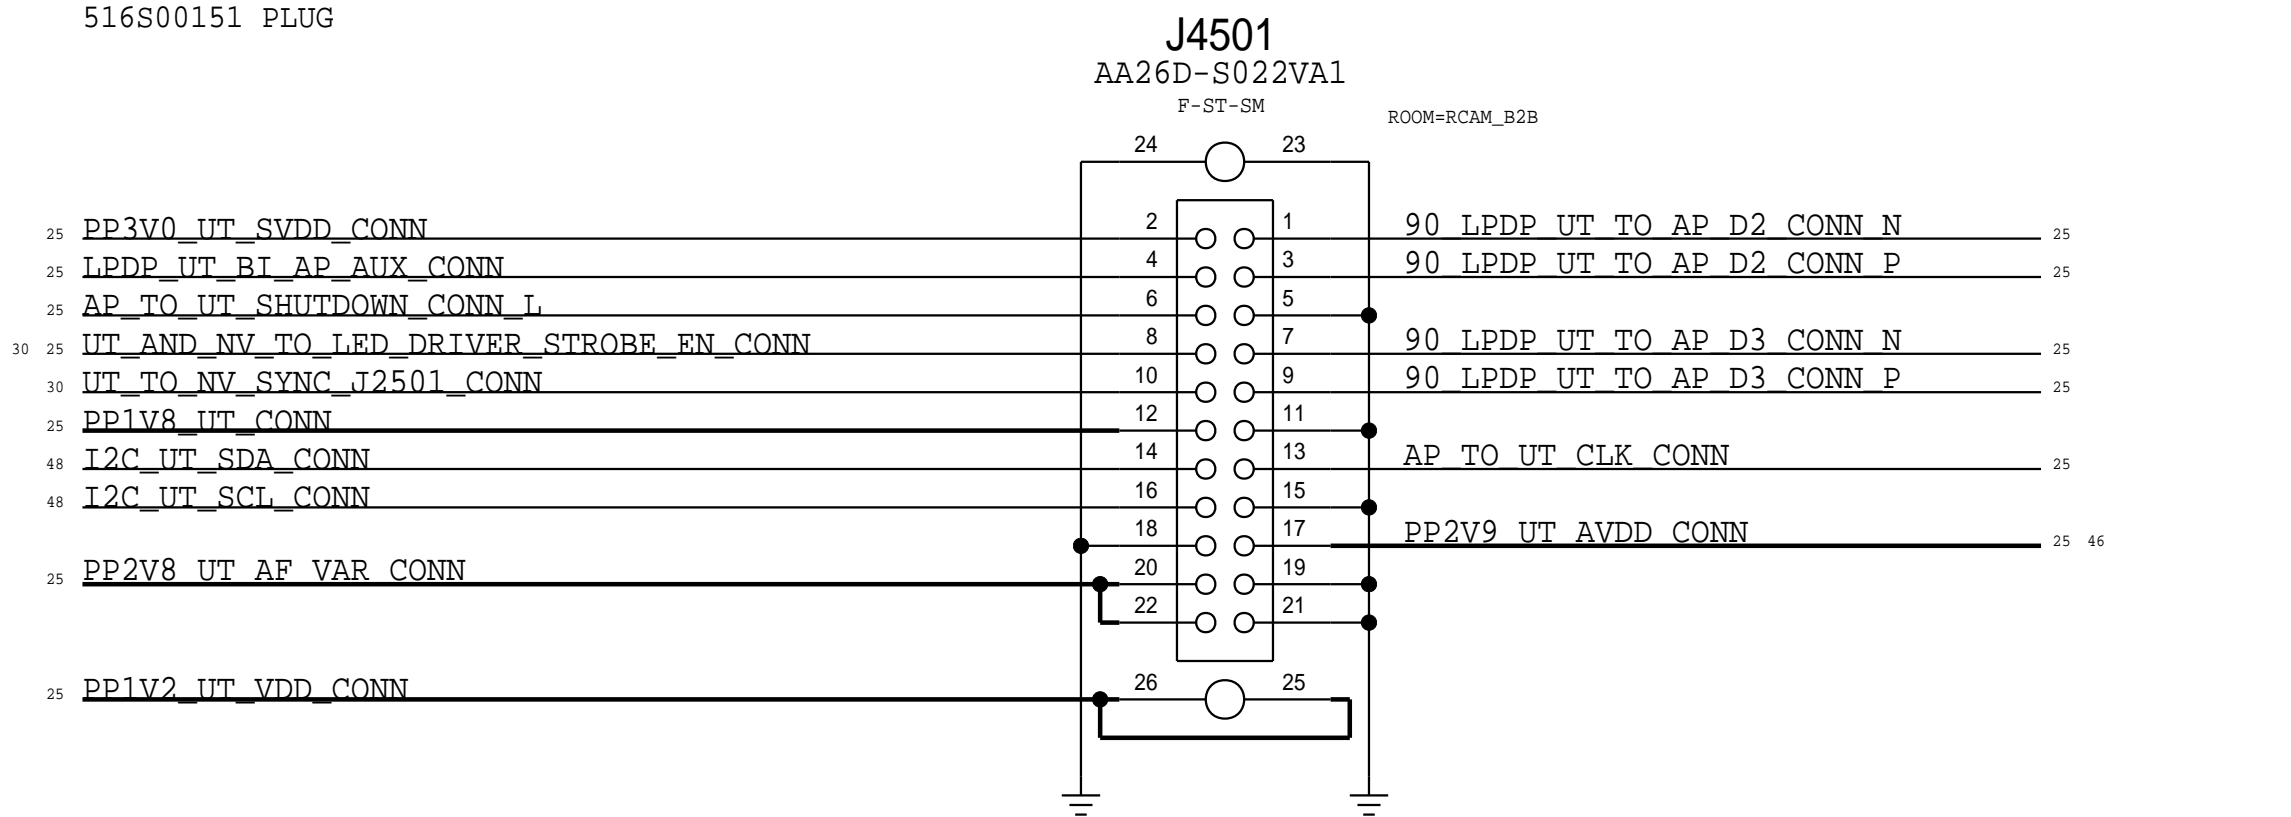 516S00151 PLUG
J4501
AA26D-S022VA1
F-ST-SM
ROOM=RCAM_B2B
24 23
25 PP3V0_UT_SVDD_CONN 2 1 90_LPDP_UT_TO_AP_D2_CONN_N 25
25 LPDP_UT_BI_AP_AUX_CONN 4 3 90_LPDP_UT_TO_AP_D2_CONN_P 25
25 AP_TO_UT_SHUTDOWN_CONN_L 6 5
30 25 UT_AND_NV_TO_LED_DRIVER_STROBE_EN_CONN 8 7 90_LPDP_UT_TO_AP_D3_CONN_N 25
30 UT_TO_NV_SYNC_J2501_CONN 10 9 90_LPDP_UT_TO_AP_D3_CONN_P 25
25 PP1V8_UT_CONN 12 11
48 I2C_UT_SDA_CONN 14 13 AP_TO_UT_CLK_CONN 25
48 I2C_UT_SCL_CONN 16 15
18 17 PP2V9_UT_AVDD_CONN 25 46
25 PP2V8_UT_AF_VAR_CONN 20 19
22 21
25 PP1V2_UT_VDD_CONN 26 25